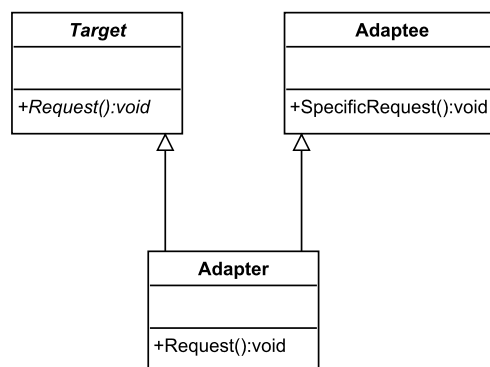 Target
+Request():void
Adaptee
+SpecificRequest():void
Adapter
+Request():void